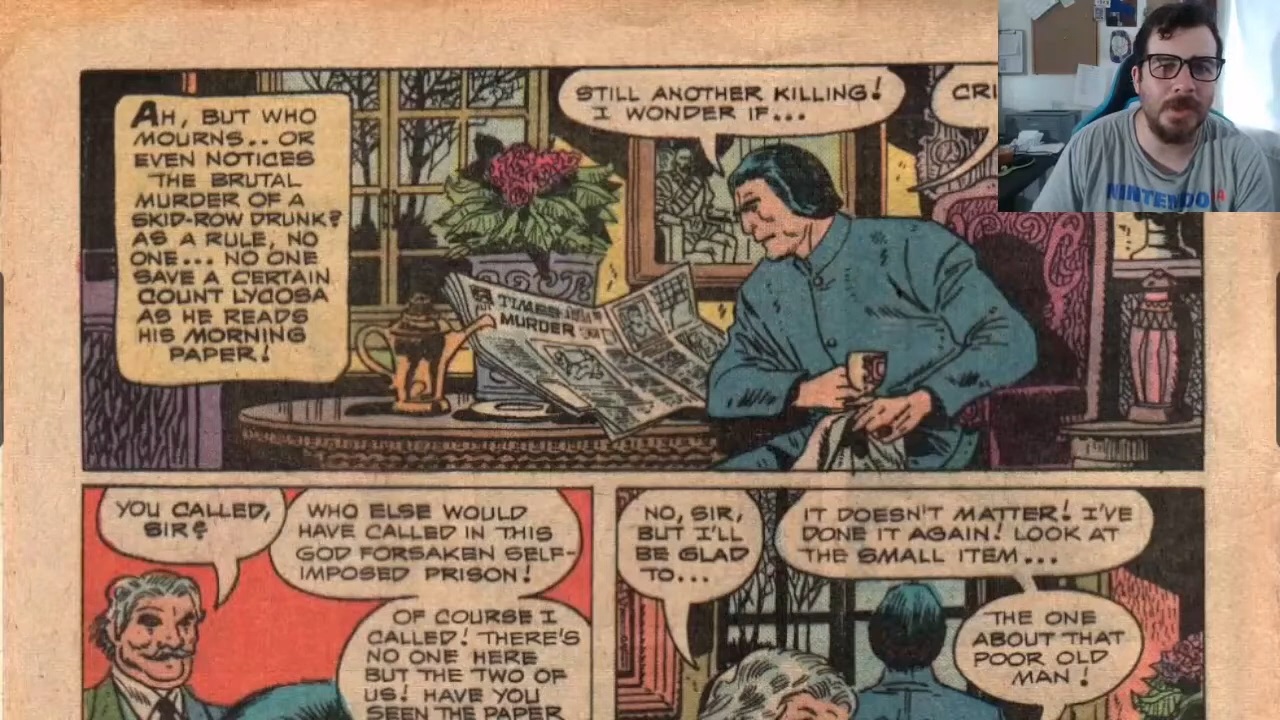 AH, BUT WHO
MOURNS.. OR
EVEN NOTICES
THE BRUTAL
MURDER OF A
SKID-ROW DRUNK?
AS A RULE, NO
ONE... NO ONE
SAVE A CERTAIN
COUNT LYCOSA
AS HE READS
HIS MORNING
PAPER!
STILL ANOTHER KILLING!
I WONDER IF...
CRI
TIMES
MURDER
NINTENDO
YOU CALLED,
SIR?
WHO ELSE WOULD
HAVE CALLED IN THIS
GOD FORSAKEN SELF-
IMPOSED PRISON!
OF COURSE I
CALLED! THERE'S
NO ONE HERE
BUT THE TWO OF
US! HAVE YOU
SEEN THE PAPER
NO, SIR,
BUT I'LL
BE GLAD
TO...
IT DOESN'T MATTER! I'VE
DONE IT AGAIN! LOOK AT
THE SMALL ITEM...
THE ONE
ABOUT THAT
POOR OLD
MAN!